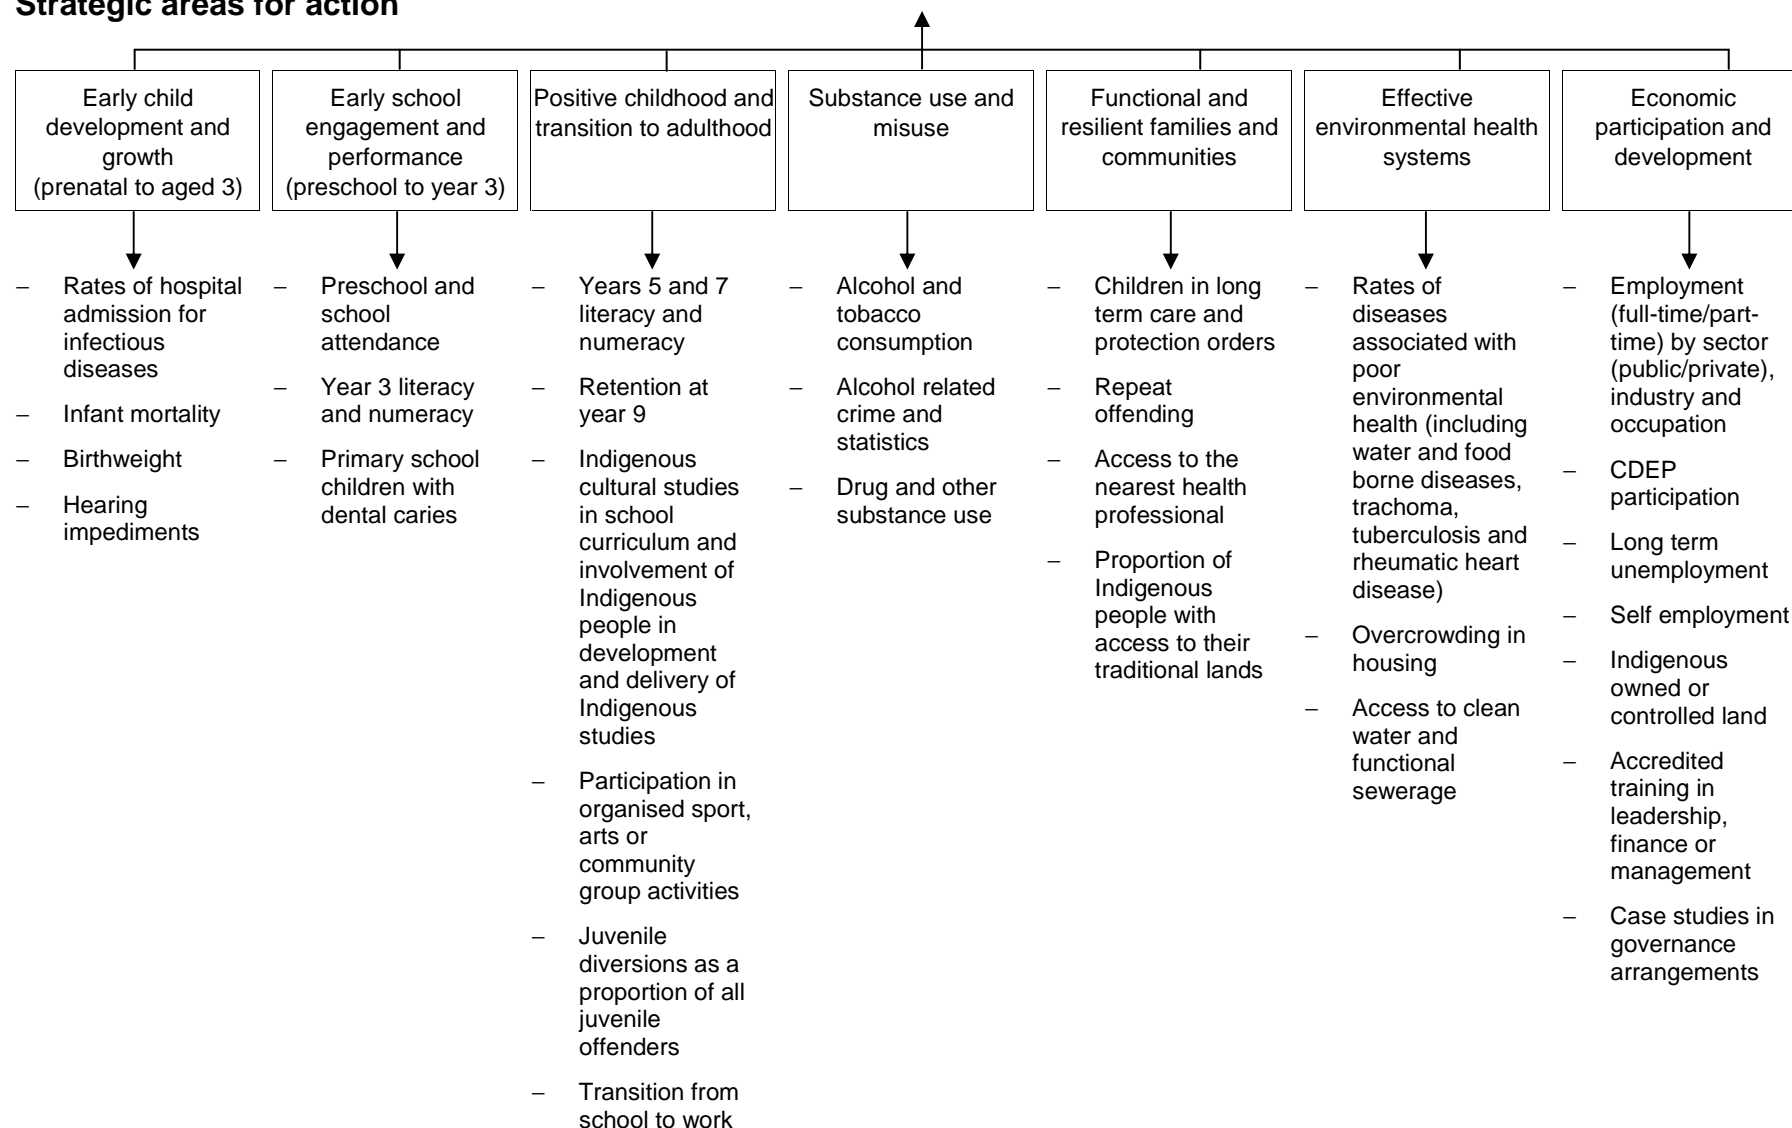 Strategic areas for action
Early child
development and
growth
(prenatal to aged 3)
Early school
engagement and
performance
(preschool to year 3)
Positive childhood and
transition to adulthood
Substance use and
misuse
Functional and
resilient families and
communities
Effective
environmental health
systems
Economic
participation and
development
– Rates of hospital
admission for
infectious
diseases
– Infant mortality
– Birthweight
– Hearing
impediments
– Preschool and
school
attendance
– Year 3 literacy
and numeracy
– Primary school
children with
dental caries
– Years 5 and 7
literacy and
numeracy
– Retention at
year 9
– Indigenous
cultural studies
in school
curriculum and
involvement of
Indigenous
people in
development
and delivery of
Indigenous
studies
– Participation in
organised sport,
arts or
community
group activities
– Juvenile
diversions as a
proportion of all
juvenile
offenders
– Transition from
school to work
– Alcohol and
tobacco
consumption
– Alcohol related
crime and
statistics
– Drug and other
substance use
– Children in long
term care and
protection orders
– Repeat
offending
– Access to the
nearest health
professional
– Proportion of
Indigenous
people with
access to their
traditional lands
– Rates of
diseases
associated with
poor
environmental
health (including
water and food
borne diseases,
trachoma,
tuberculosis and
rheumatic heart
disease)
– Overcrowding in
housing
– Access to clean
water and
functional
sewerage
– Employment
(full-time/part-
time) by sector
(public/private),
industry and
occupation
– CDEP
participation
– Long term
unemployment
– Self employment
– Indigenous
owned or
controlled land
– Accredited
training in
leadership,
finance or
management
– Case studies in
governance
arrangements